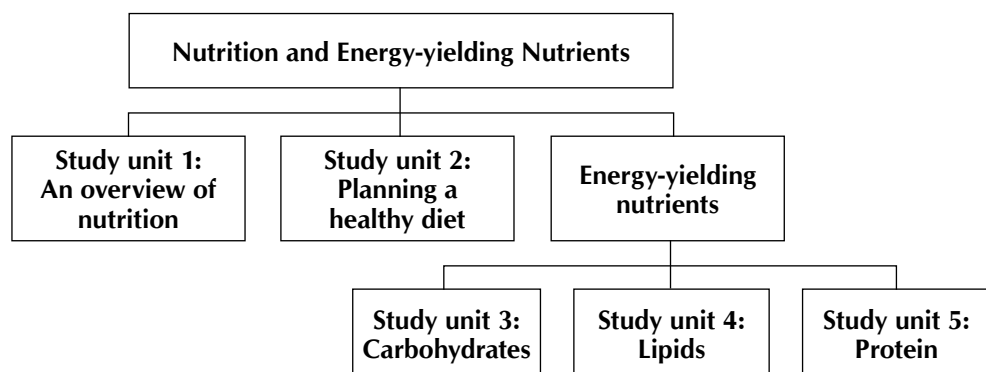 Nutrition and Energy-yielding Nutrients
Study unit 1:
An overview of
nutrition
Study unit 2:
Planning a
healthy diet
Energy-yielding
nutrients
Study unit 3:
Carbohydrates
Study unit 4:
Lipids
Study unit 5:
Protein